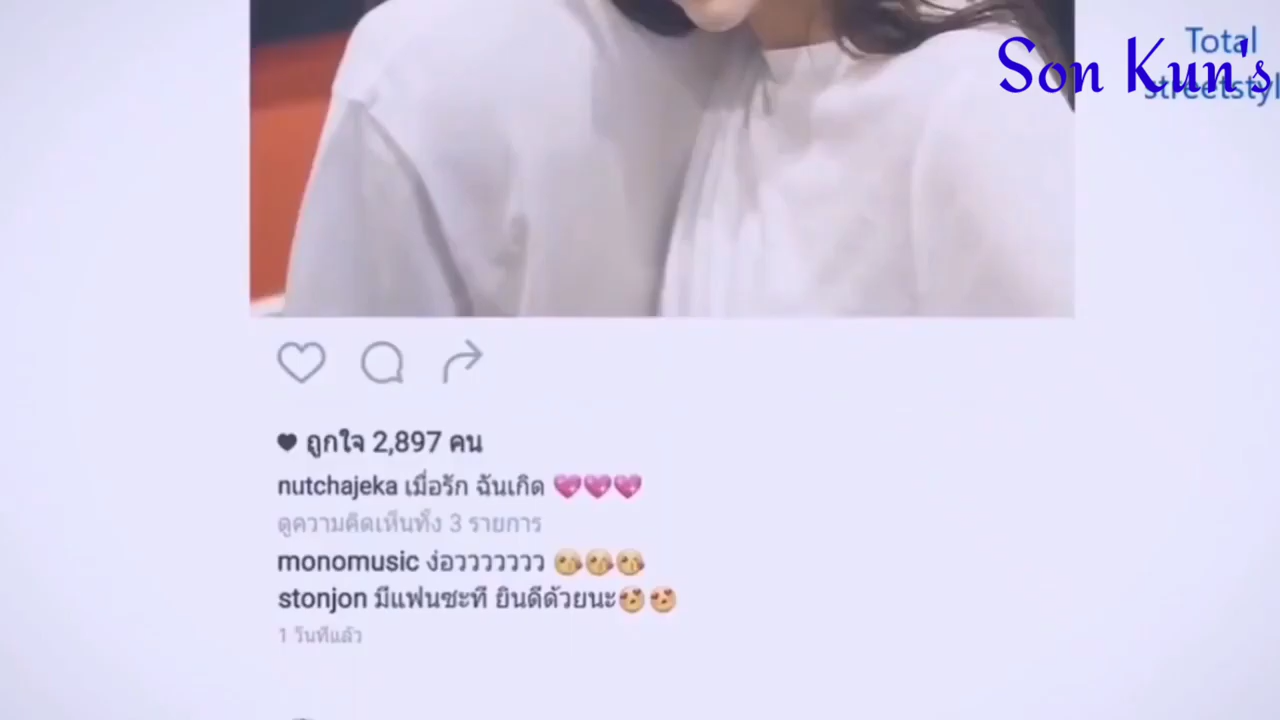 Total
Son Kun's
streetstyl
ถูกใจ 2,897 คน
nutchajeka เมื่อรัก ฉันเกิด 💖💖💖
ดูความคิดเห็นทั้ง 3 รายการ
monomusic ง่อววววววว 😘😘😘
stonjon มีแฟนซะที ยินดีด้วยนะ😍😍
1 วันที่แล้ว